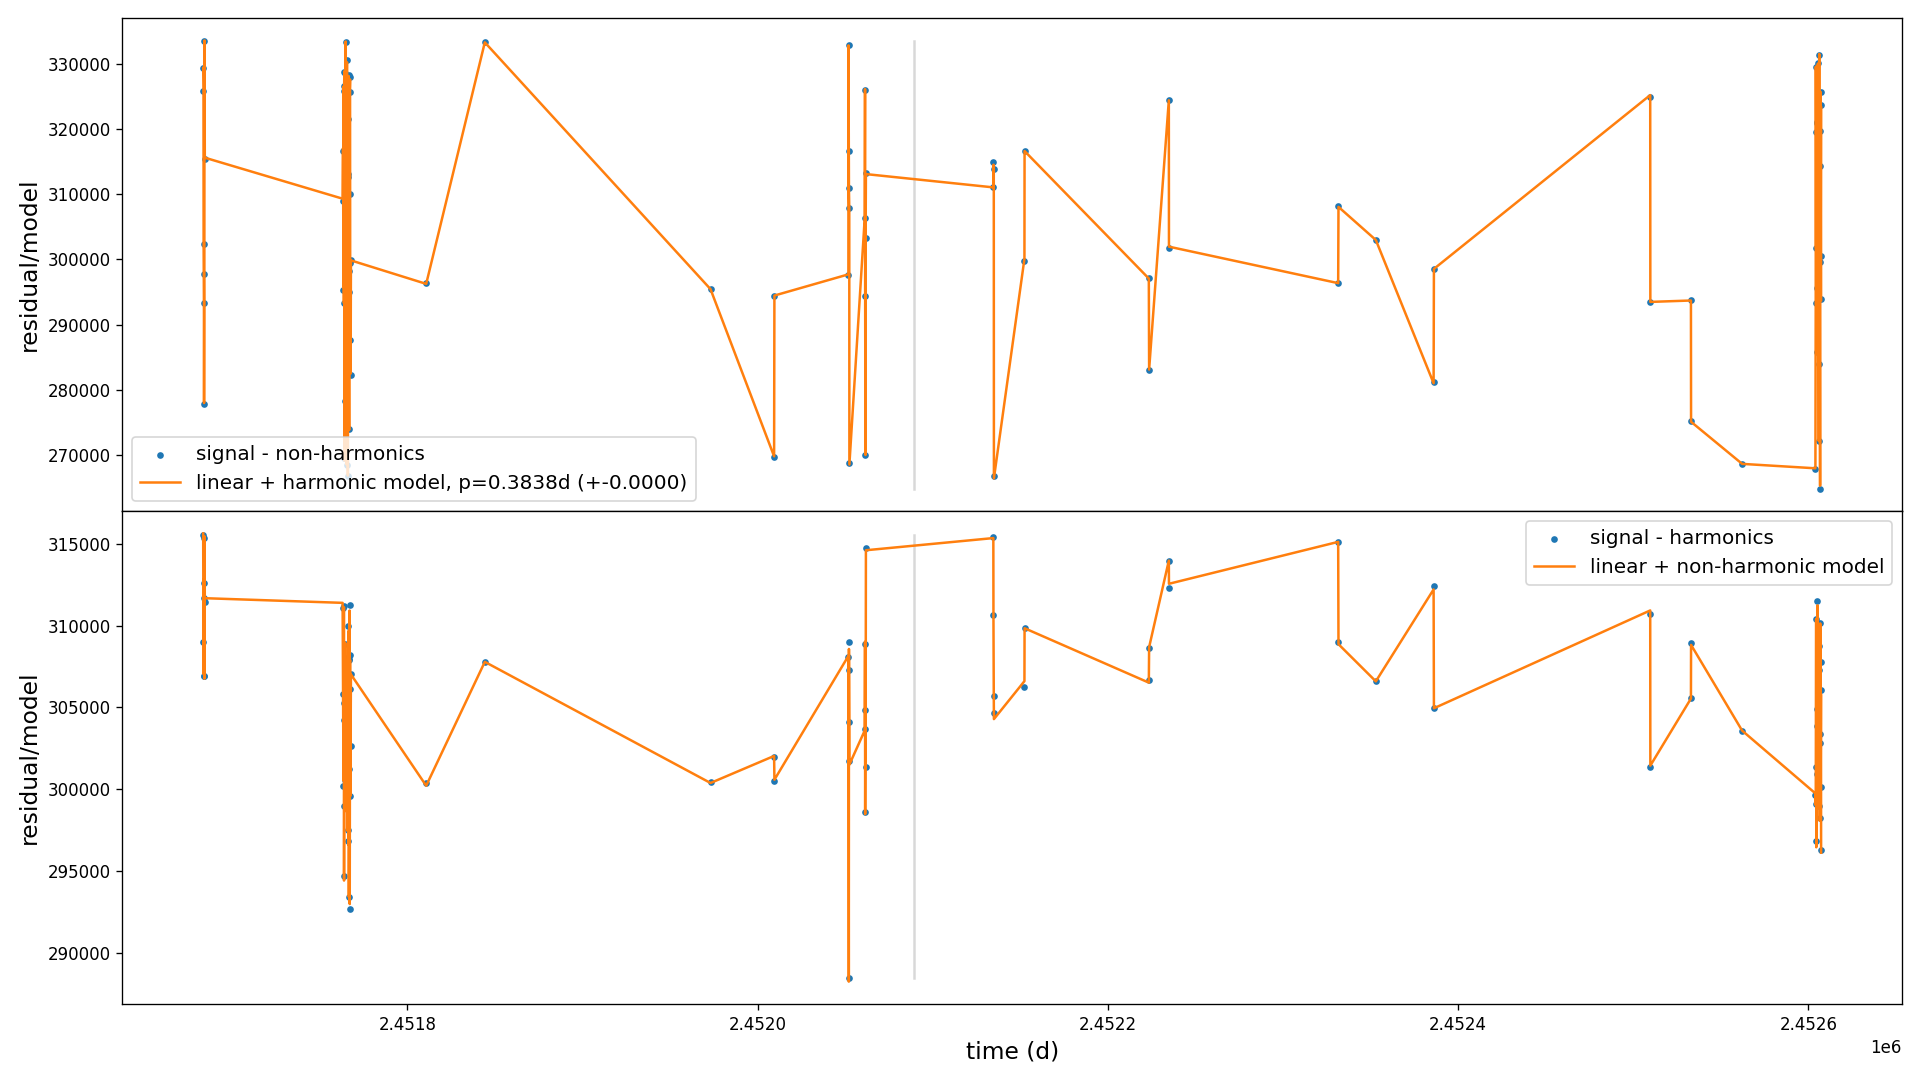 330000
320000
310000
300000
290000
280000
270000
residual/model
signal - non-harmonics
linear + harmonic model, p=0.3838d (+-0.0000)
315000
310000
305000
300000
295000
290000
residual/model
signal - harmonics
linear + non-harmonic model
2.4518
2.4520
2.4522
2.4524
2.4526
1e6
time (d)